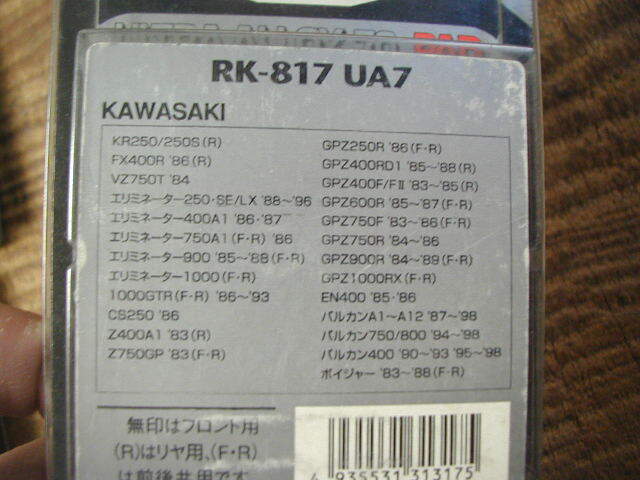 RK-817 UA7
KAWASAKI
KR250/250S(R)
FX400R '86(R)
VZ750T '84
エリミネーター250・SE/LX '88〜'96
エリミネーター400A1 '86・'87
エリミネーター750A1(F・R) '86
エリミネーター900 '85〜'88(F・R)
エリミネーター1000(F・R)
1000GTR(F・R) '86〜'93
CS250 '86
Z400A1 '83(R)
Z750GP '83(F・R)
GPZ250R '86(F・R)
GPZ400RD1 '85〜'88(R)
GPZ400F/FⅡ '83〜'85(R)
GPZ600R '85〜'87(F・R)
GPZ750F '83〜'86(F・R)
GPZ750R '84〜'86
GPZ900R '84〜'89(F・R)
GPZ1000RX(F・R)
EN400 '85・'86
バルカンA1〜A12 '87〜'98
バルカン750/800 '94〜'98
バルカン400 '90〜'93 '95〜'98
ボイジャー '83〜'88(F・R)
無印はフロント用
(R)はリヤ用、(F・R)
は前後共用です
4 935531 313175